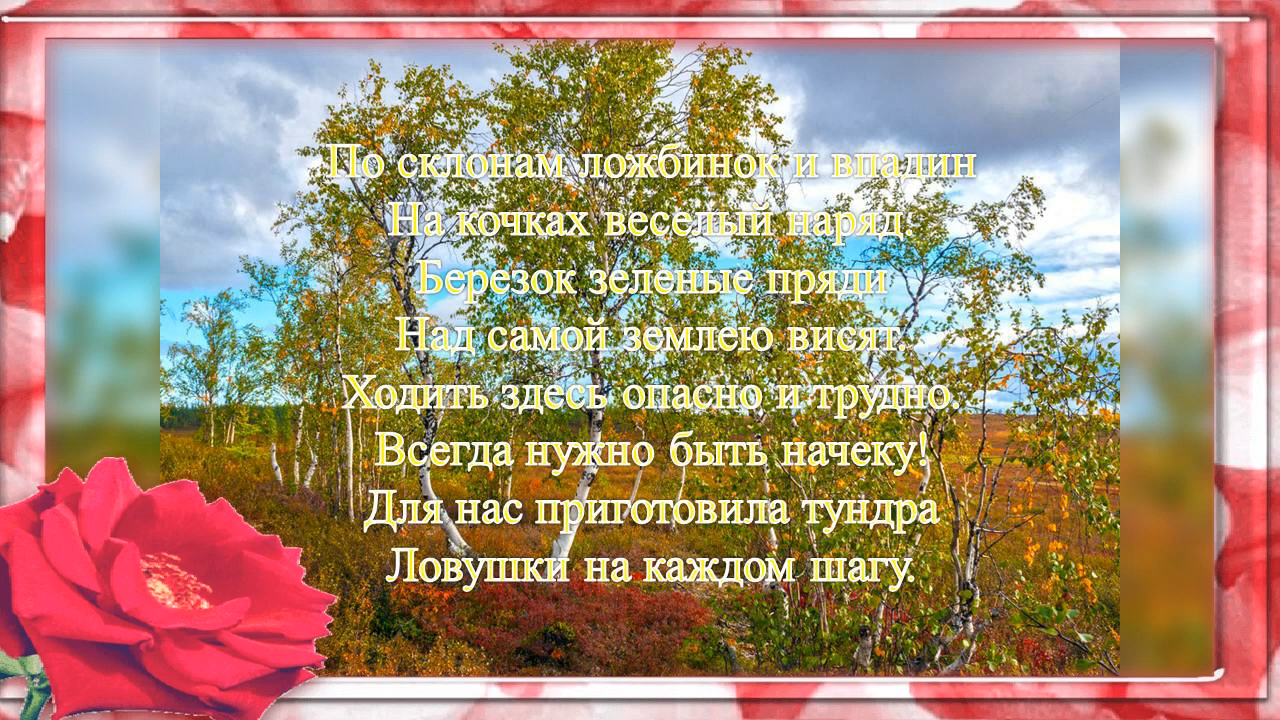 По склонам ложбинок и впадин
На кочках веселый наряд
Березок зеленые пряди
Над самой землею висят.
Ходить здесь опасно и трудно.
Всегда нужно быть начеку!
Для нас приготовила тундра
Ловушки на каждом шагу.